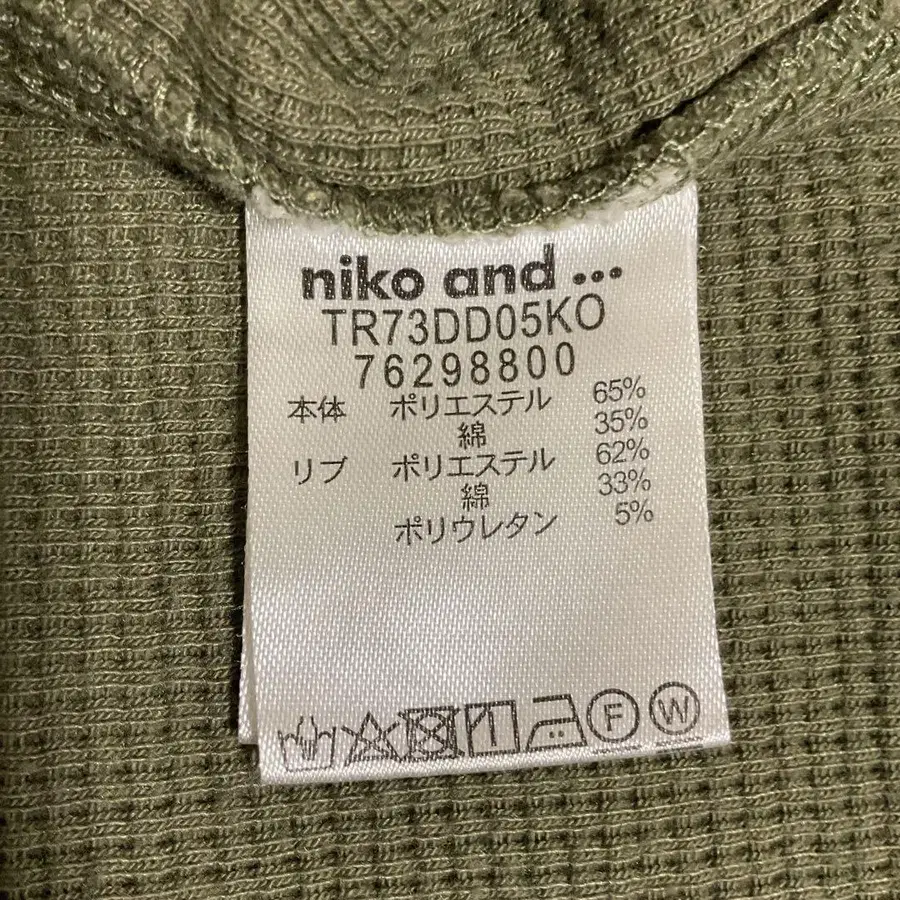 niko and ...
TR73DD05KO
76298800
本体 ポリエステル 65%
綿 35%
リブ ポリエステル 62%
綿 33%
ポリウレタン 5%
F W